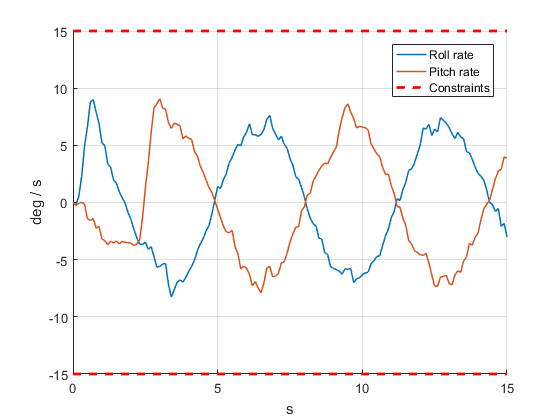 15
10
5
0
-5
-10
-15
deg / s
0
5
10
15
s
Roll rate
Pitch rate
Constraints